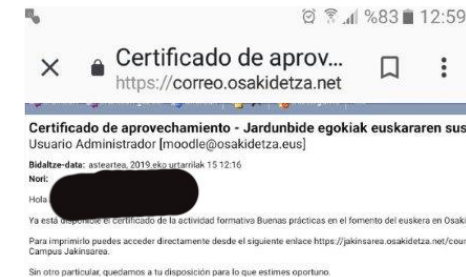 %83 12:59
Certificado de aprov...
https://correo.osakidetza.net
Certificado de aprovechamiento - Jardunbide egokiak euskararen sus
Usuario Administrador [moodle@osakidetza.eus]
Bidaltze-data: asteartea, 2019.eko urtarrilak 15 12:16
Nori:
Hola
Ya está disponible el certificado de la actividad formativa Buenas prácticas en el fomento del euskera en Osaki
Para imprimirlo puedes acceder directamente desde el siguiente enlace https://jakinsarea.osakidetza.net/cour
Campus Jakinsarea.
Sin otro particular, quedamos a tu disposición para lo que estimes oportuno.